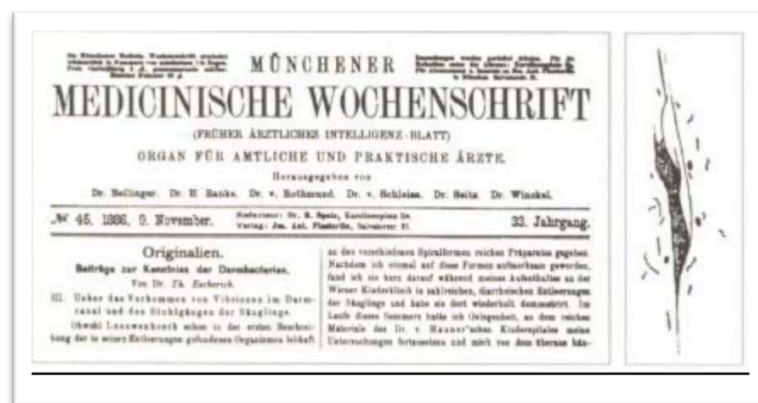 MÜNCHENER
MEDICINISCHE WOCHENSCHRIFT
(FRÜHER ÄRZTLICHES INTELLIGENZ-BLATT)
ORGAN FÜR AMTLICHE UND PRAKTISCHE ÄRZTE.
Herausgegeben von
Dr. Bollinger. Dr. H. Ranke. Dr. v. Rothmund. Dr. v. Schleiss. Dr. Seitz. Dr. Winckel.
№ 45. 1886. 9. November.
33. Jahrgang.
Originalien.
Beiträge zur Kenntniss der Darmbacterien.
Von Dr. Th. Escherich.
III. Ueber das Vorkommen von Vibrionen im Darm-
canal und den Stuhlgängen der Säuglinge.
Obwohl Leeuwenhoeck schon in der ersten Beschrei-
bung der in seinen Entleerungen gefundenen Organismen lebhaft
an den verschiedenen Spiralformen reichen Präparaten gegeben.
Nachdem ich einmal auf diese Formen aufmerksam geworden,
fand ich sie kurz darauf während meines Aufenthaltes an der
Wiener Kinderklinik in zahlreichen, diarrhoischen Entleerungen
der Säuglinge und habe sie dort wiederholt demonstrirt. Im
Laufe dieses Sommers hatte ich Gelegenheit, an dem reichen
Materiale des Dr. v. Hauner'schen Kinderspitales meine
Untersuchungen fortzusetzen und mich von dem überaus häu-